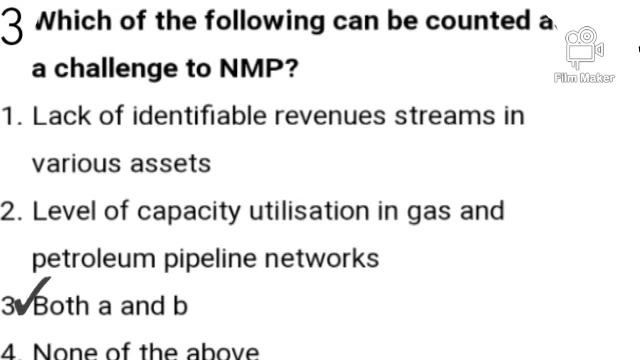 3 Which of the following can be counted a
a challenge to NMP?
Film Maker
1. Lack of identifiable revenues streams in
various assets
2. Level of capacity utilisation in gas and
petroleum pipeline networks
3. Both a and b
4. None of the above